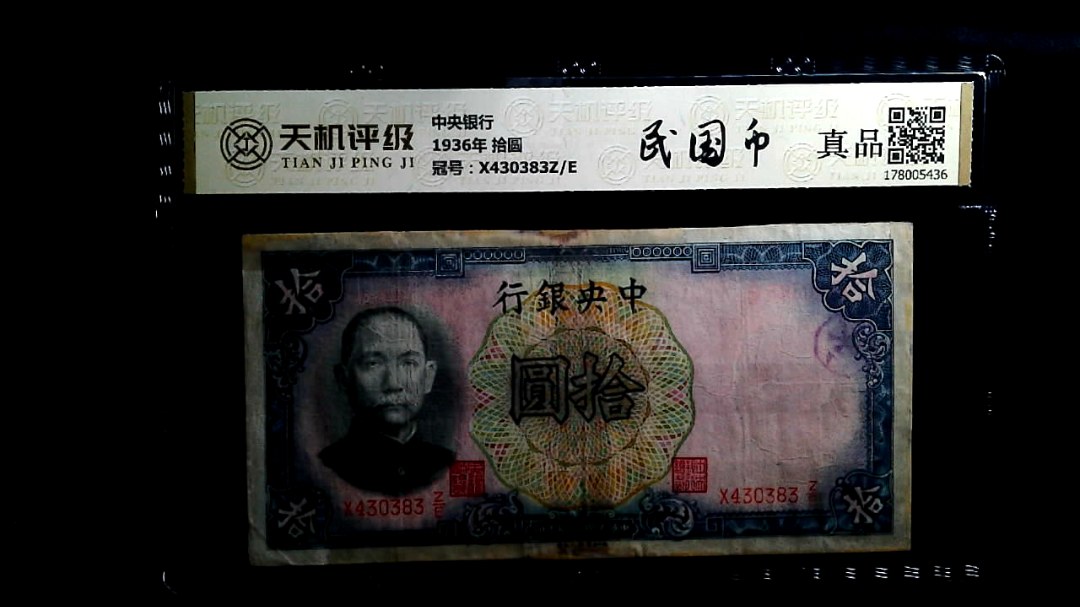 天机评级
TIAN JI PING JI
中央银行
1936年 拾圆
冠号：X430383Z/E
民国币
真品
178005436
拾
拾
行銀央中
圓拾
X430383 Z/E
X430383 Z/E
拾
拾